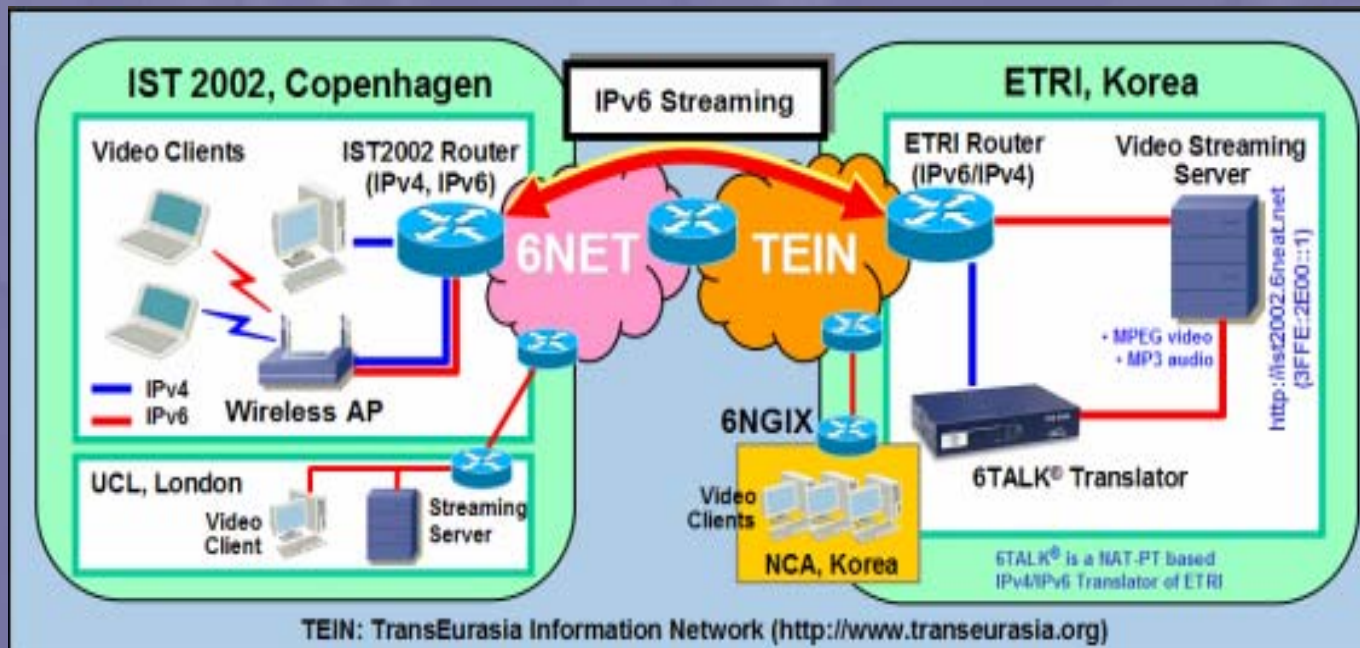 IST 2002, Copenhagen
Video Clients
IST2002 Router
(IPv4, IPv6)
IPv4
IPv6
Wireless AP
UCL, London
Video
Client
Streaming
Server
IPv6 Streaming
6NET
TEIN
ETRI, Korea
ETRI Router
(IPv6/IPv4)
Video Streaming
Server
http://ist2002.6neat.net
{3FFE:2E00::1)
• MPEG video
• MP3 audio
6TALK® Translator
6NGIX
Video
Clients
NCA, Korea
6TALK® is a NAT-PT based
IPv4/IPv6 Translator of ETRI
TEIN: TransEurasia Information Network (http://www.transeurasia.org)